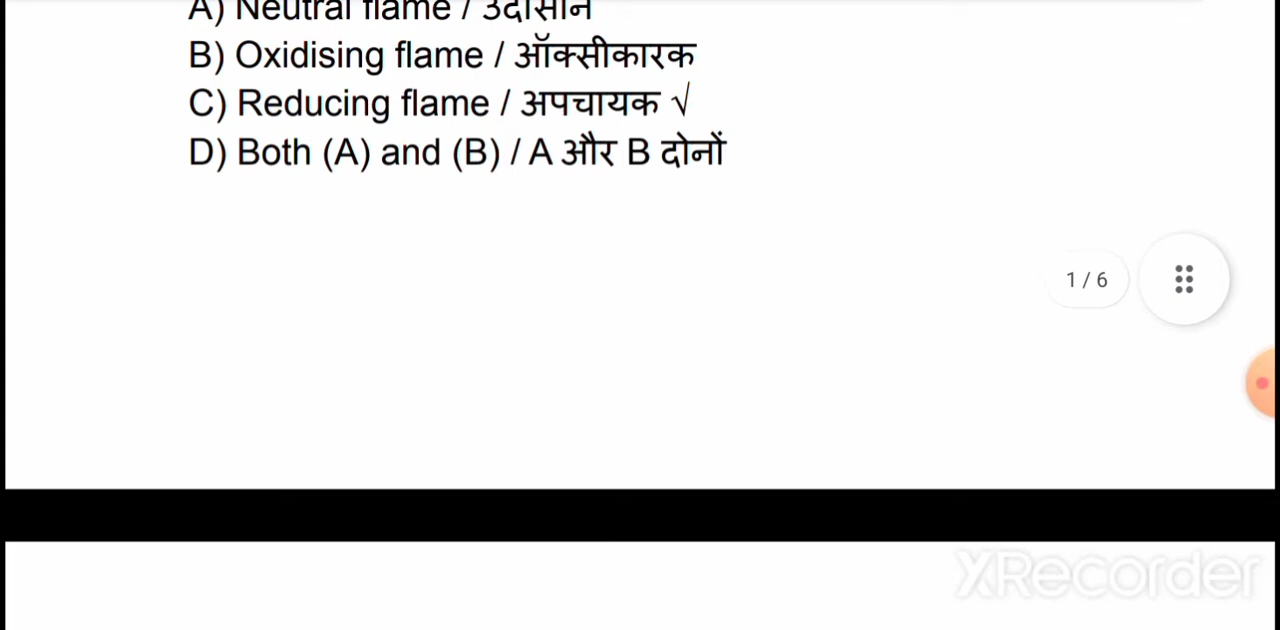 A) Neutral flame / उदासीन
B) Oxidising flame / ऑक्सीकारक
C) Reducing flame / अपचायक √
D) Both (A) and (B) / A और B दोनों
1 / 6
XRecorder